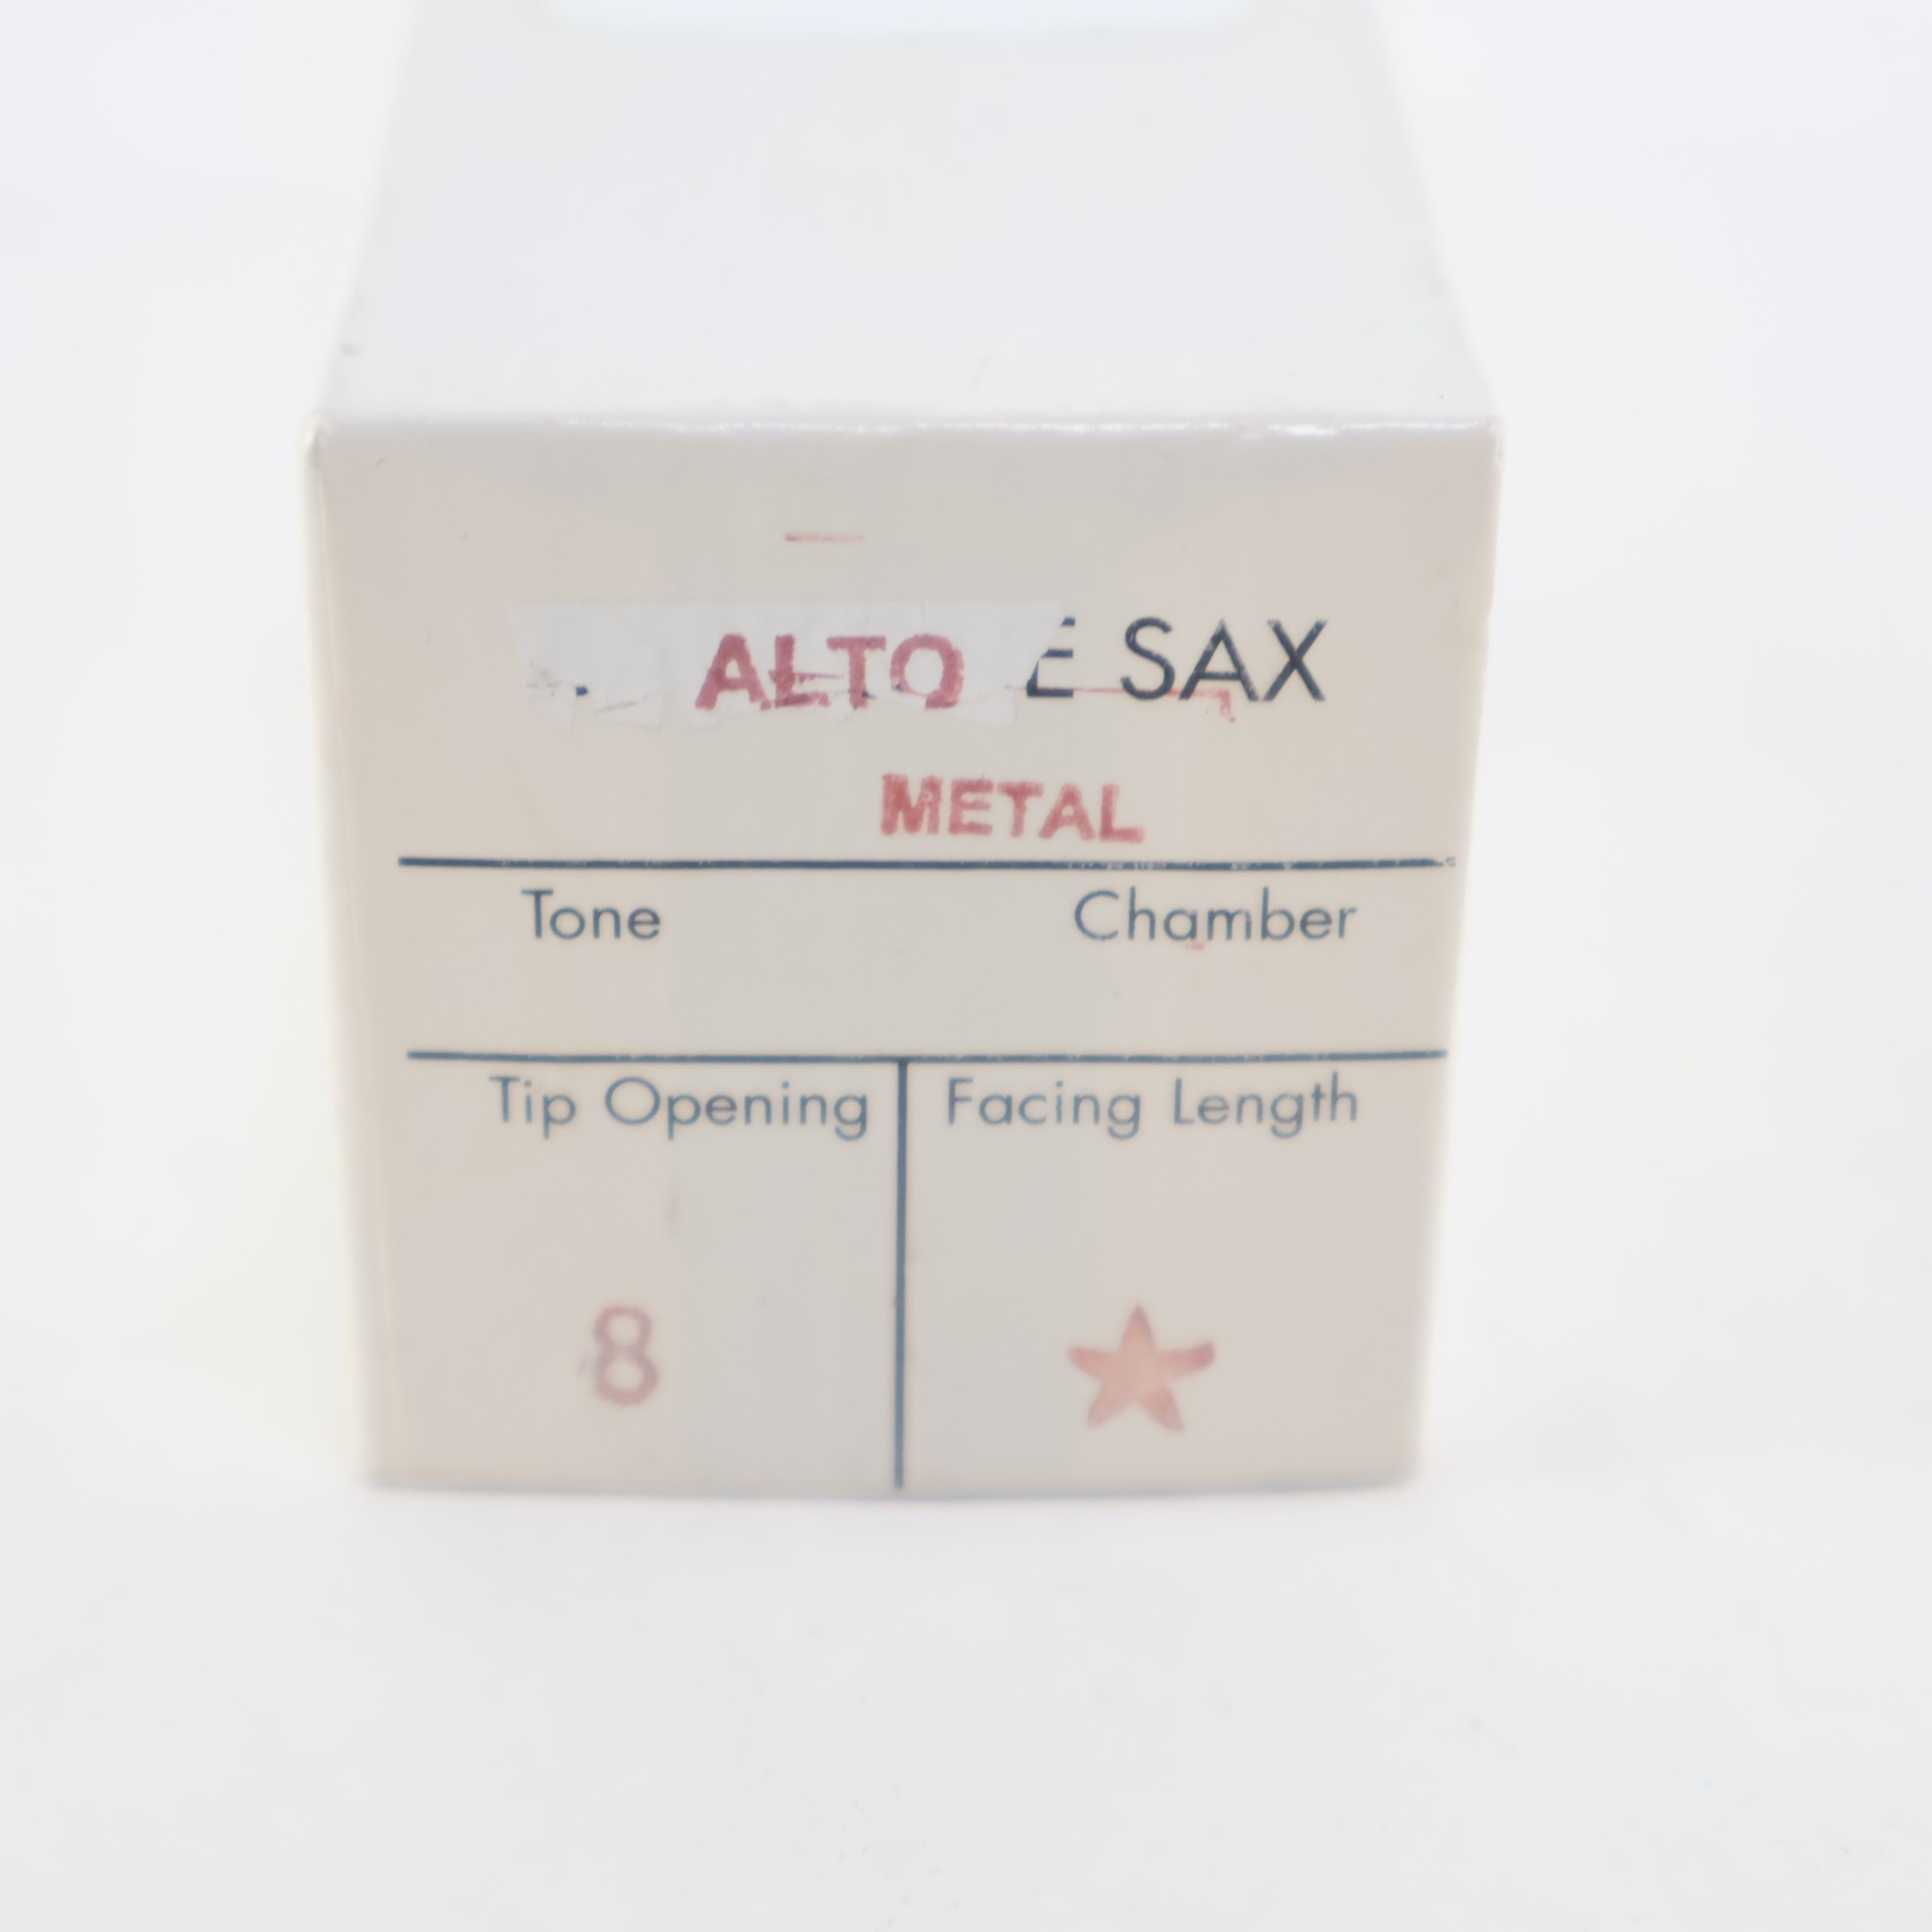 ALTO E SAX
METAL
Tone Chamber
Tip Opening Facing Length
8 ★